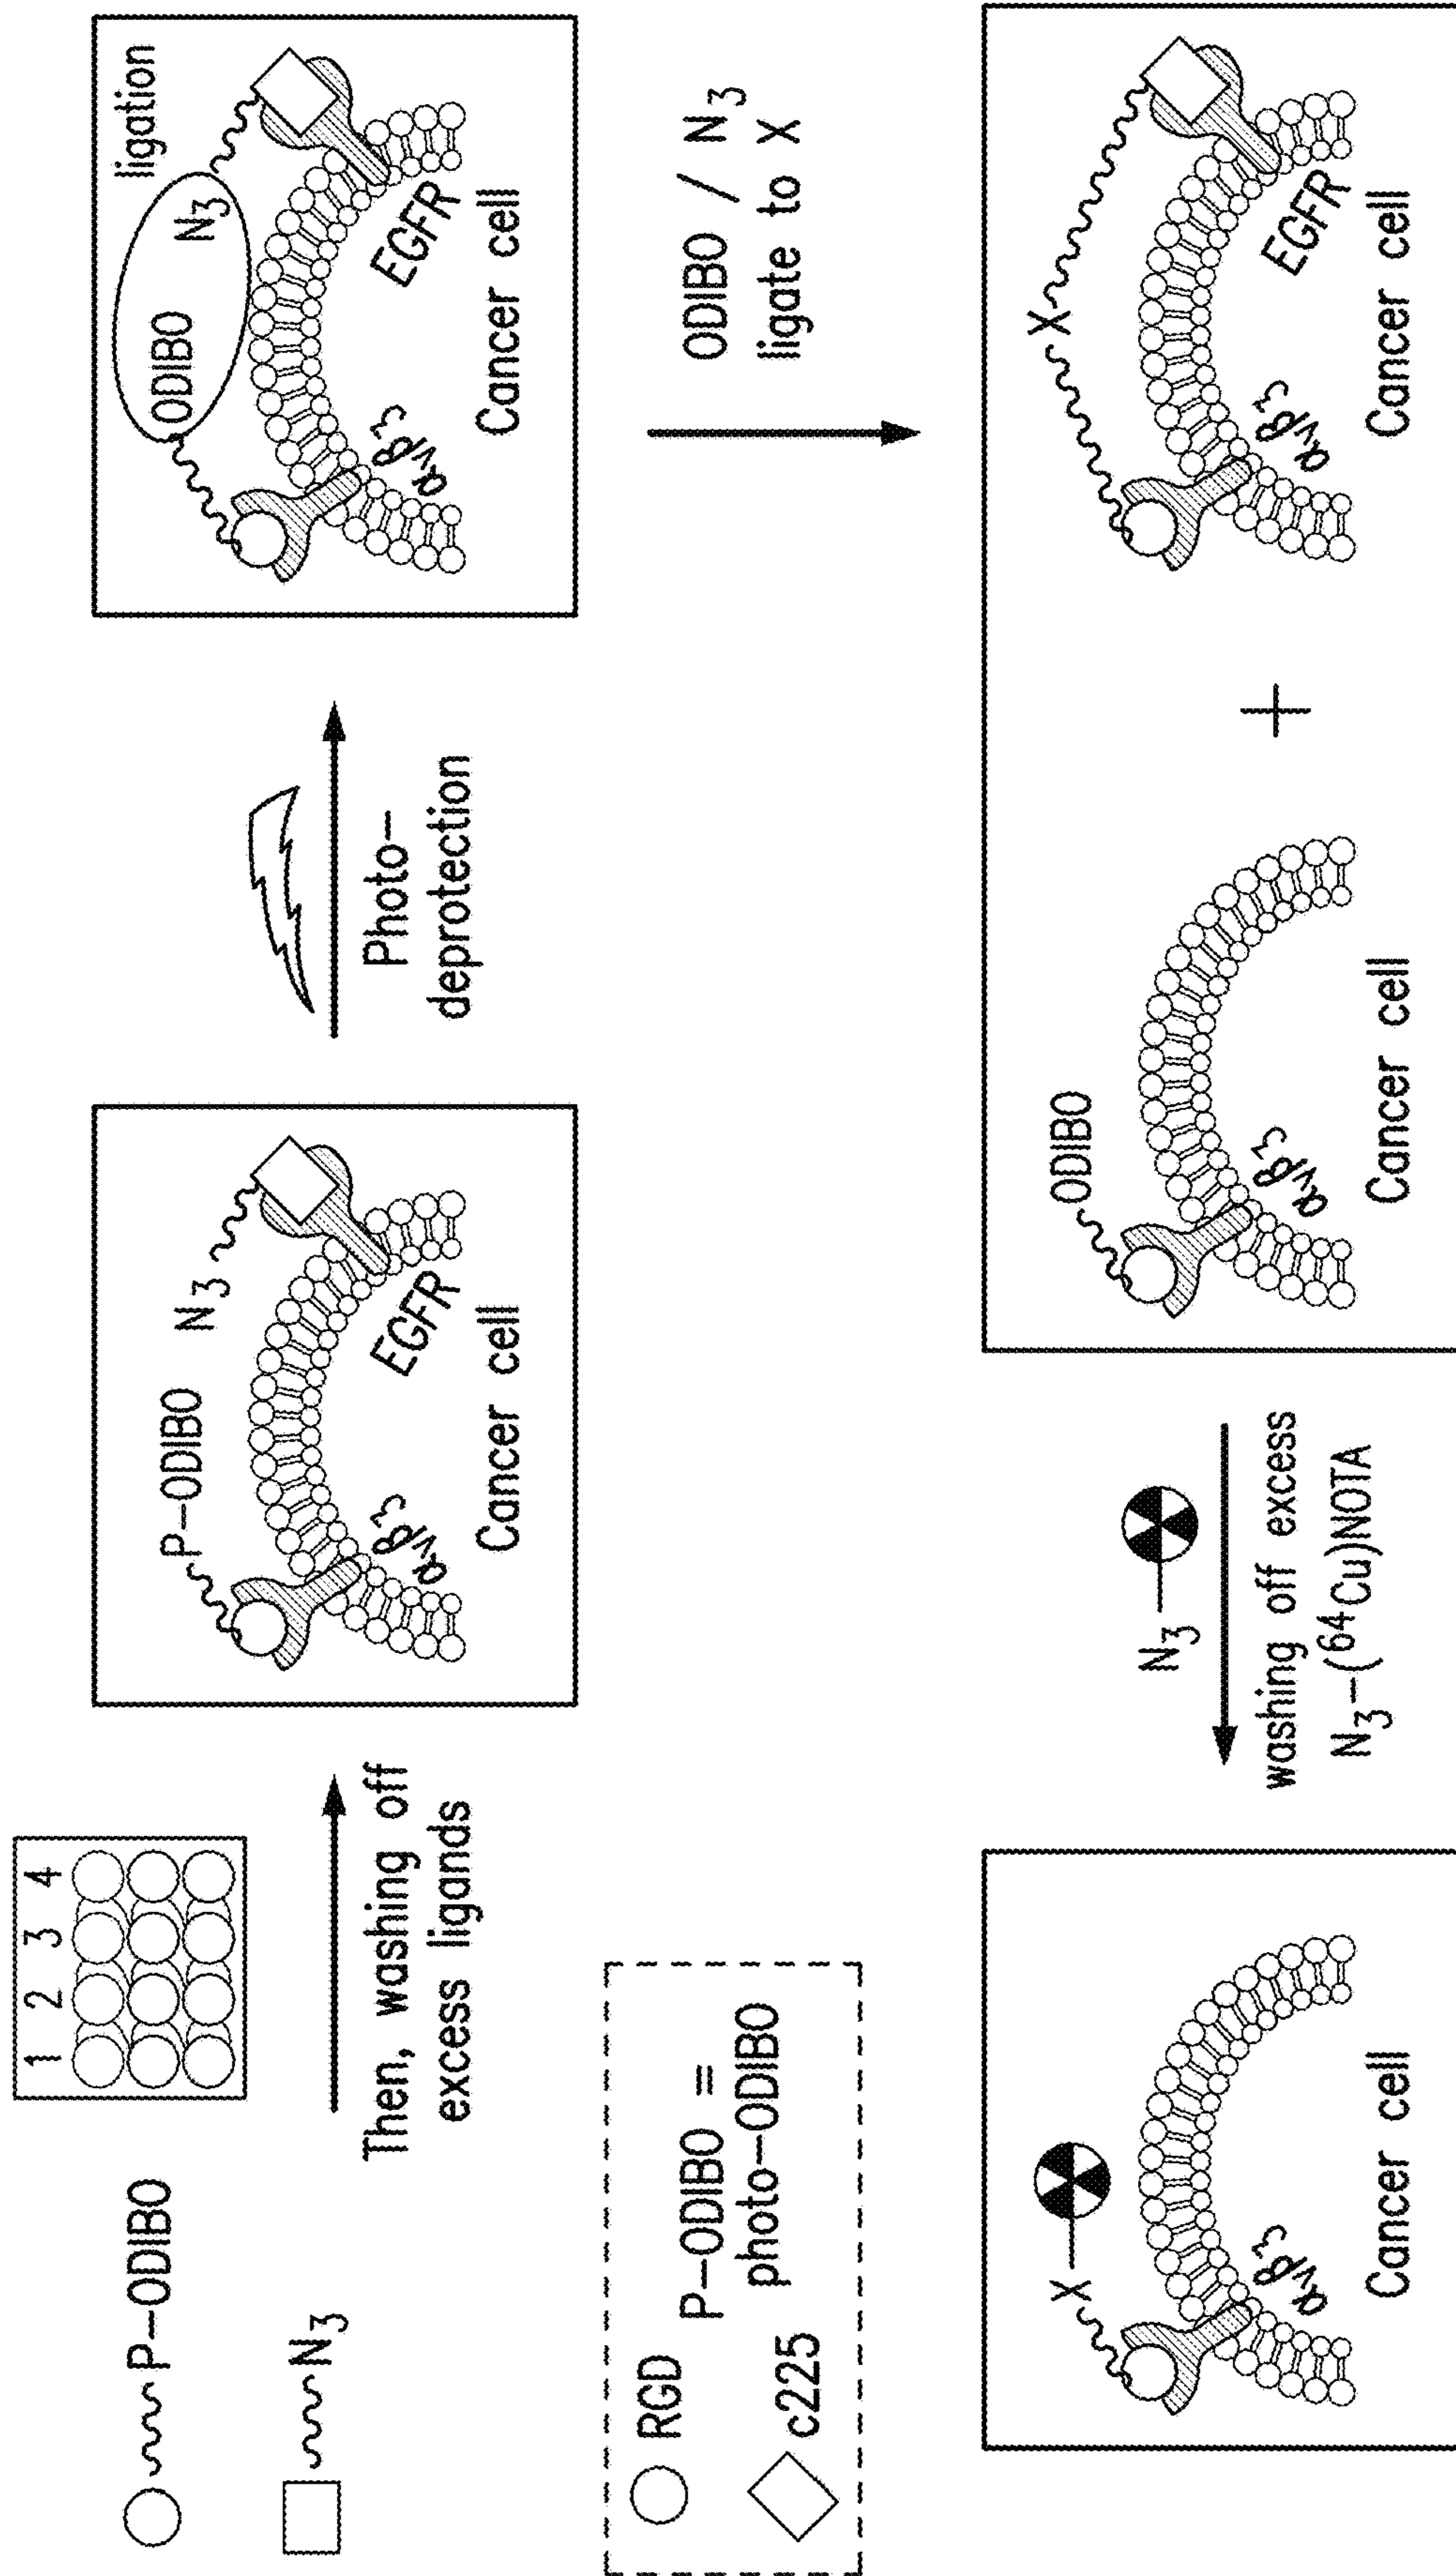 P–ODIBO
N3
1 2 3 4
Then, washing off
excess ligands
P–ODIBO
N3
αvβ3
EGFR
Cancer cell
Photo–
deprotection
ligation
ODIBO
N3
αvβ3
EGFR
Cancer cell
RGD
c225
P–ODIBO =
photo–ODIBO
ODIBO / N3
ligate to X
X
αvβ3
Cancer cell
N3
washing off excess
N3–(64Cu)NOTA
ODIBO
αvβ3
Cancer cell
+
X
αvβ3
EGFR
Cancer cell